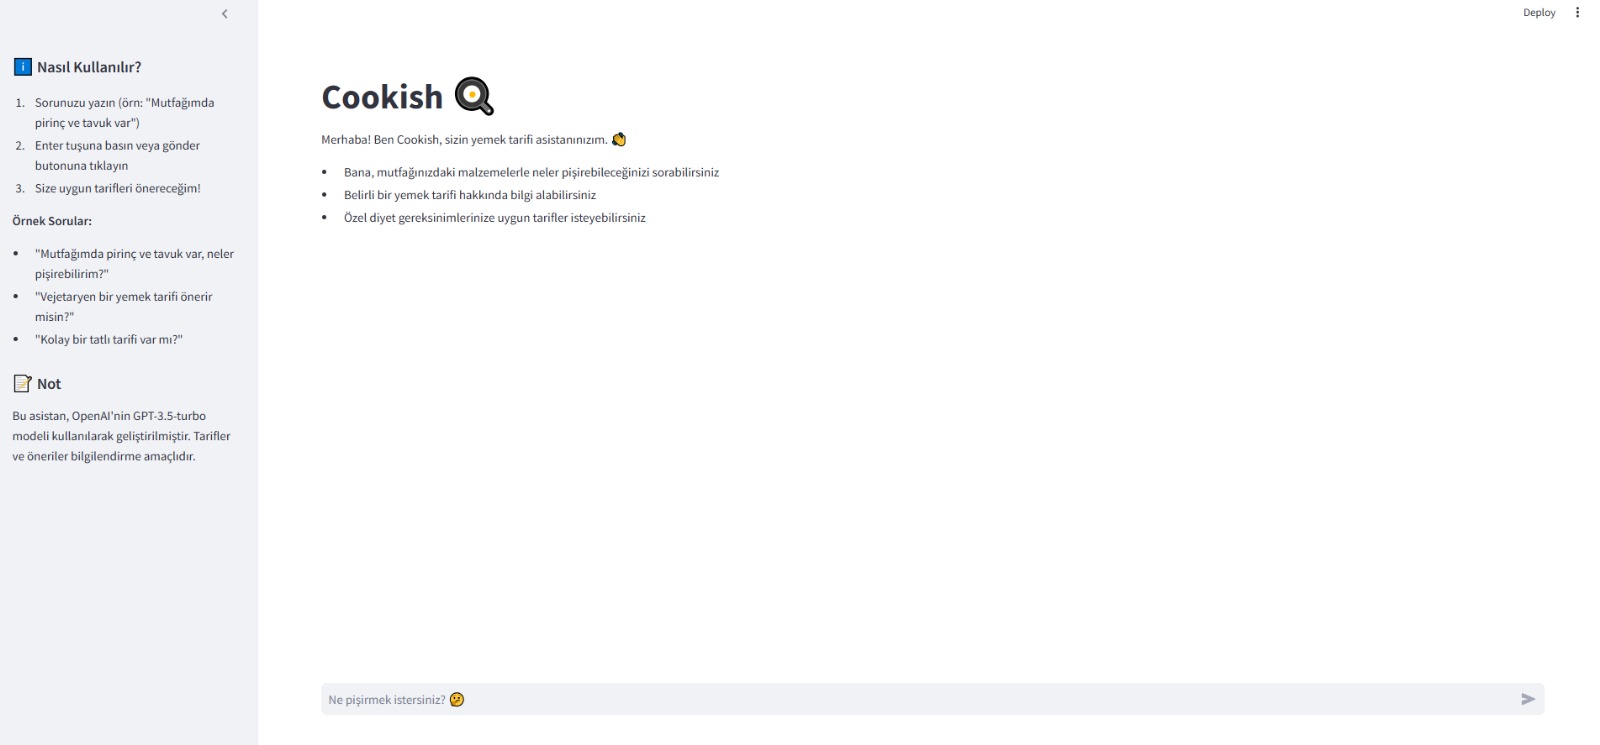 Deploy
Nasıl Kullanılır?
1. Sorunuzu yazın (örn: "Mutfağımda
pirinç ve tavuk var")
2. Enter tuşuna basın veya gönder
butonuna tıklayın
3. Size uygun tarifleri önereceğim!
Örnek Sorular:
• "Mutfağımda pirinç ve tavuk var, neler
pişirebilirim?"
• "Vejetaryen bir yemek tarifi önerir
misin?"
• "Kolay bir tatlı tarifi var mı?"
Not
Bu asistan, OpenAI'nin GPT-3.5-turbo
modeli kullanılarak geliştirilmiştir. Tarifler
ve öneriler bilgilendirme amaçlıdır.
Cookish
Merhaba! Ben Cookish, sizin yemek tarifi asistanınızım.
• Bana, mutfağınızdaki malzemelerle neler pişirebileceğinizi sorabilirsiniz
• Belirli bir yemek tarifi hakkında bilgi alabilirsiniz
• Özel diyet gereksinimlerinize uygun tarifler isteyebilirsiniz
Ne pişirmek istersiniz?